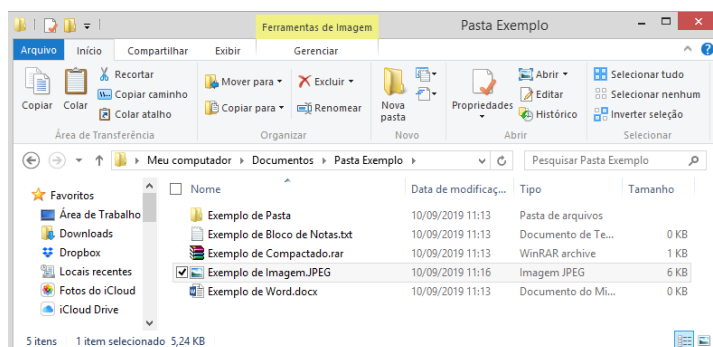 Ferramentas de Imagem
Pasta Exemplo
Arquivo Início Compartilhar Exibir Gerenciar
Copiar
Colar
Recortar
Copiar caminho
Colar atalho
Área de Transferência
Mover para
Copiar para
Excluir
Renomear
Organizar
Nova pasta
Novo
Propriedades
Abrir
Editar
Histórico
Abrir
Selecionar tudo
Selecionar nenhum
Inverter seleção
Selecionar
Meu computador Documentos Pasta Exemplo
Pesquisar Pasta Exemplo
Favoritos
Área de Trabalho
Downloads
Dropbox
Locais recentes
Fotos do iCloud
iCloud Drive
Nome Data de modificaç... Tipo Tamanho
Exemplo de Pasta 10/09/2019 11:13 Pasta de arquivos
Exemplo de Bloco de Notas.txt 10/09/2019 11:13 Documento de Te... 0 KB
Exemplo de Compactado.rar 10/09/2019 11:13 WinRAR archive 1 KB
Exemplo de Imagem.JPEG 10/09/2019 11:16 Imagem JPEG 6 KB
Exemplo de Word.docx 10/09/2019 11:13 Documento do Mi... 0 KB
5 itens 1 item selecionado 5,24 KB